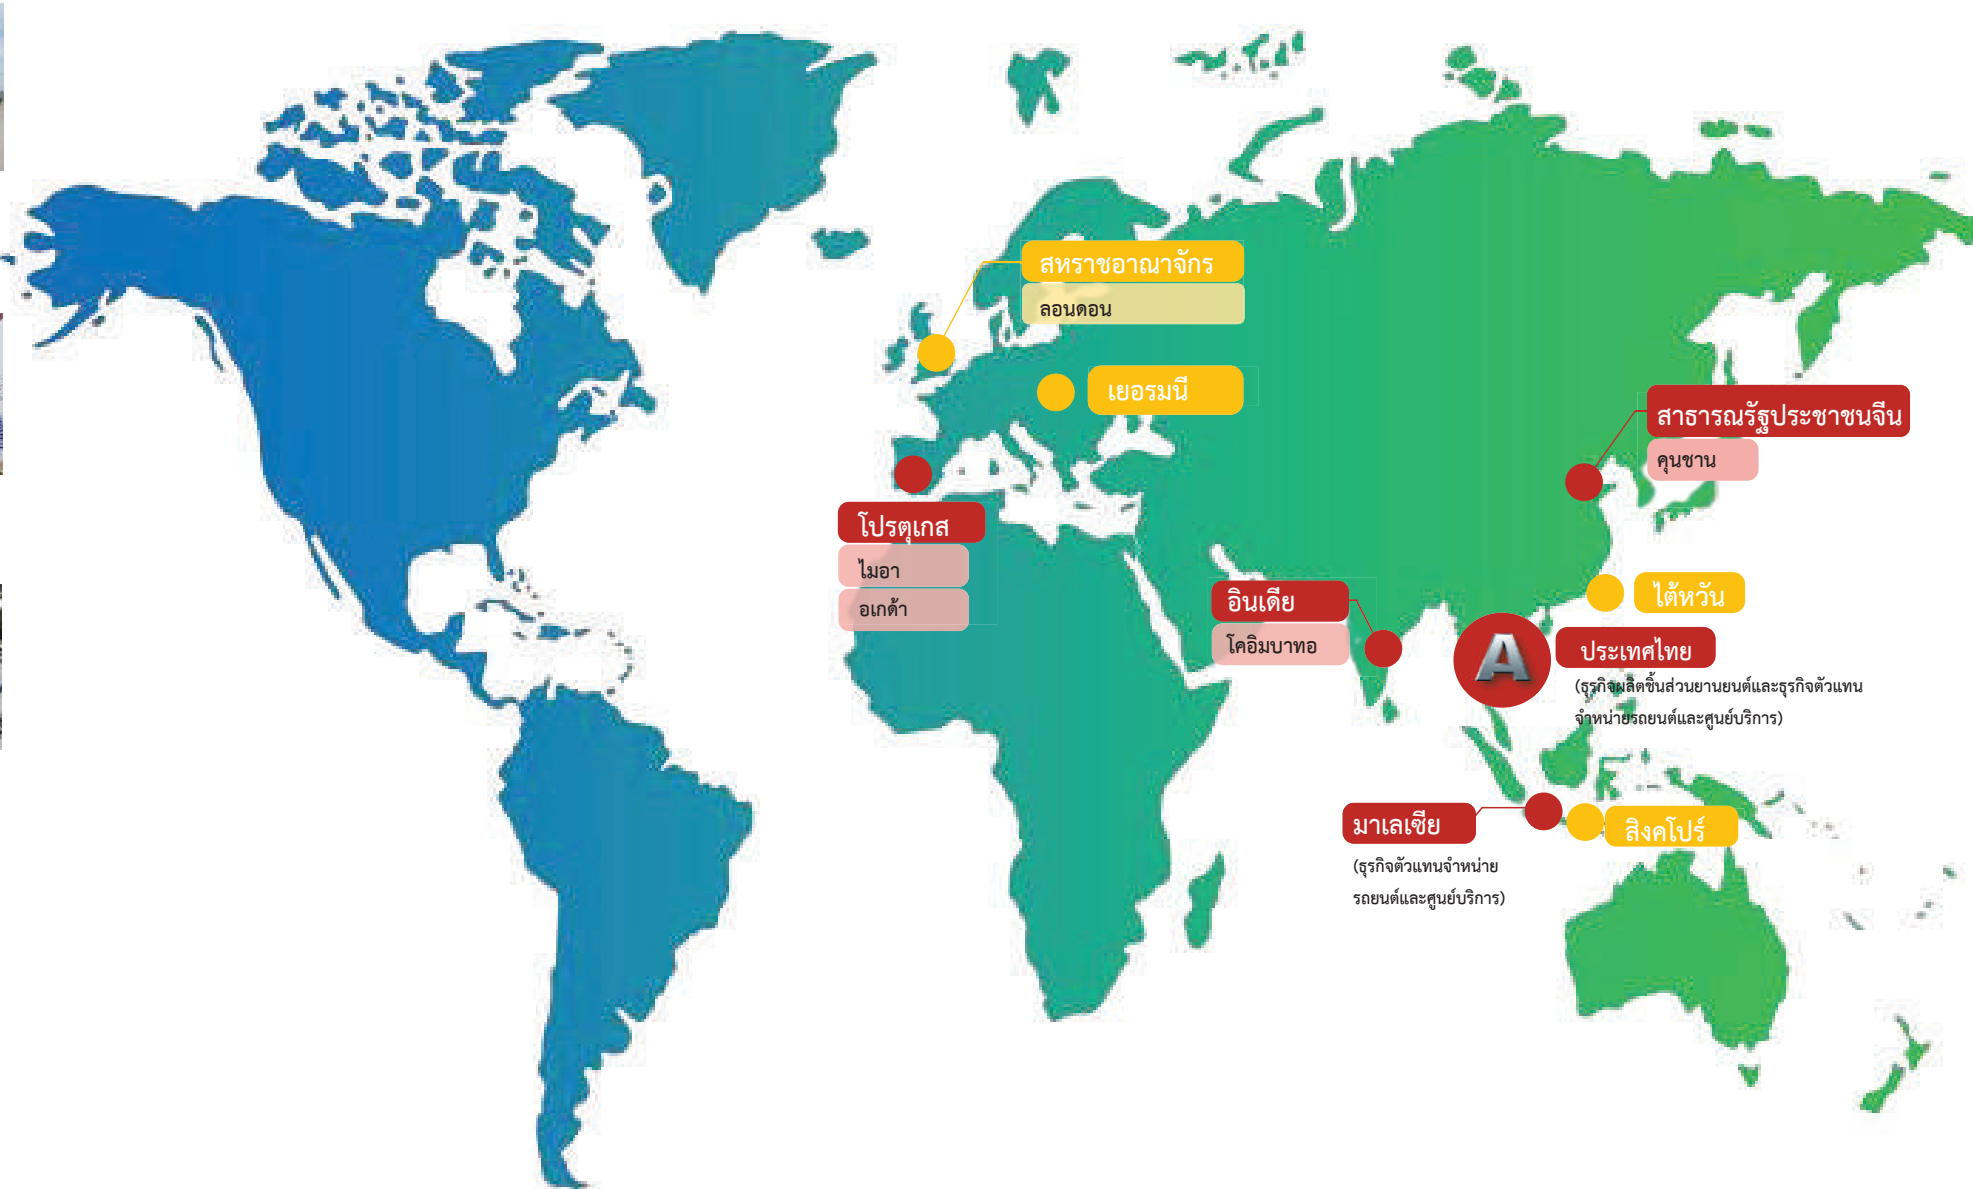 สหราชอาณาจักร
ลอนดอน
เยอรมนี
สาธารณรัฐประชาชนจีน
คุนชาน
โปรตุเกส
ไมอา
อเกด้า
อินเดีย
โคอิมบาทอ
ไต้หวัน
A
ประเทศไทย
(ธุรกิจผลิตชิ้นส่วนยานยนต์และธุรกิจตัวแทน
จำหน่ายรถยนต์และศูนย์บริการ)
มาเลเซีย
(ธุรกิจตัวแทนจำหน่าย
รถยนต์และศูนย์บริการ)
สิงคโปร์